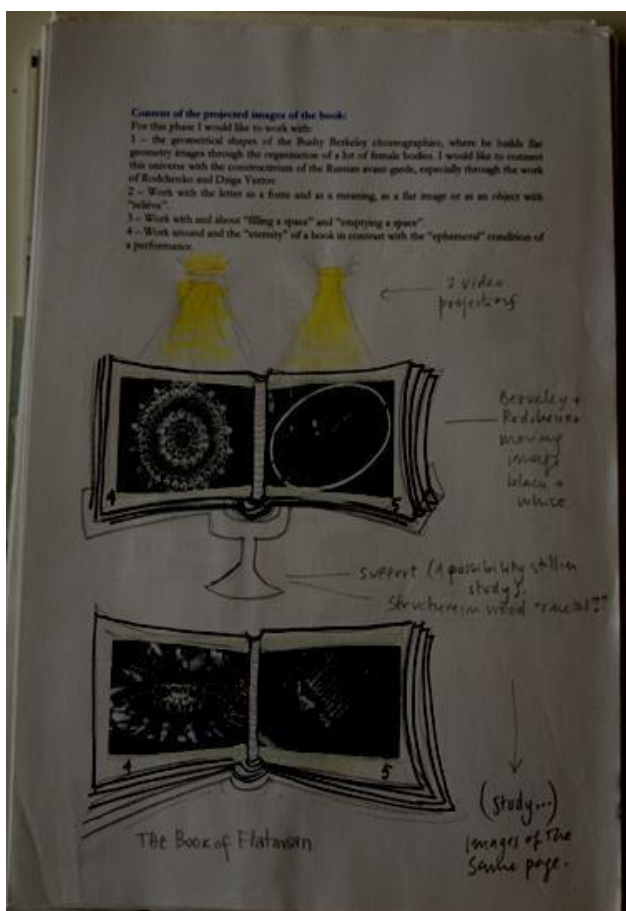 Content of the projected images of the book:
For this phase I would like to work with:
1 – the geometrical shapes of the Busby Berkeley choreographies, where he builds flat
geometry images through the organisation of a lot of female bodies. I would like to connect
this universe with the constructivism of the Russian avant-garde, especially through the work
of Rodchenko and Dziga Vertov.
2 – Work with the letter as a form and as a meaning, as a flat image or as an object with
"relieve".
3 – Work with and about "filling a space" and "emptying a space".
4 – Work around and the "eternity" of a book in contrast with the "ephemeral" condition of
a performance.
2 video
projections
Berkeley +
Rodchenko
moving
image
black +
white
4
5
support (a possibility still in
study).
Structure in wood "metal?"
4
5
(study...)
images of the
same page.
The Book of Flatman